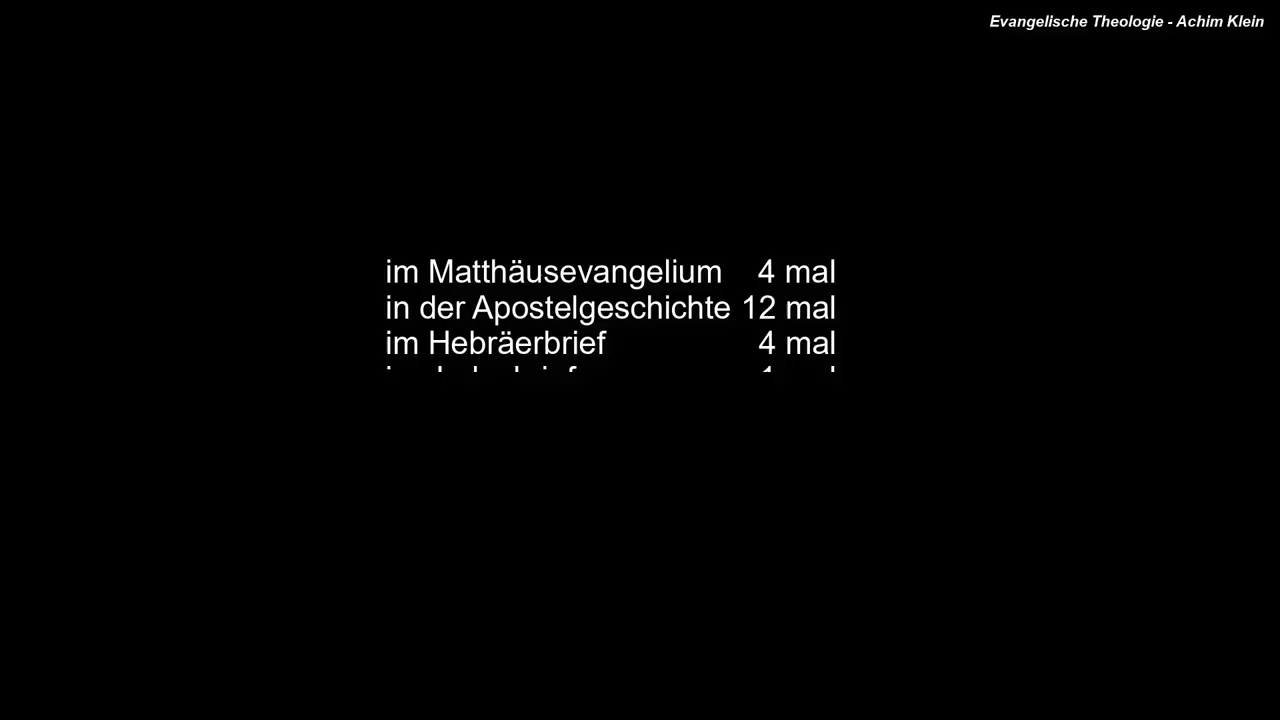 Evangelische Theologie - Achim Klein
im Matthäusevangelium 4 mal
in der Apostelgeschichte 12 mal
im Hebräerbrief 4 mal